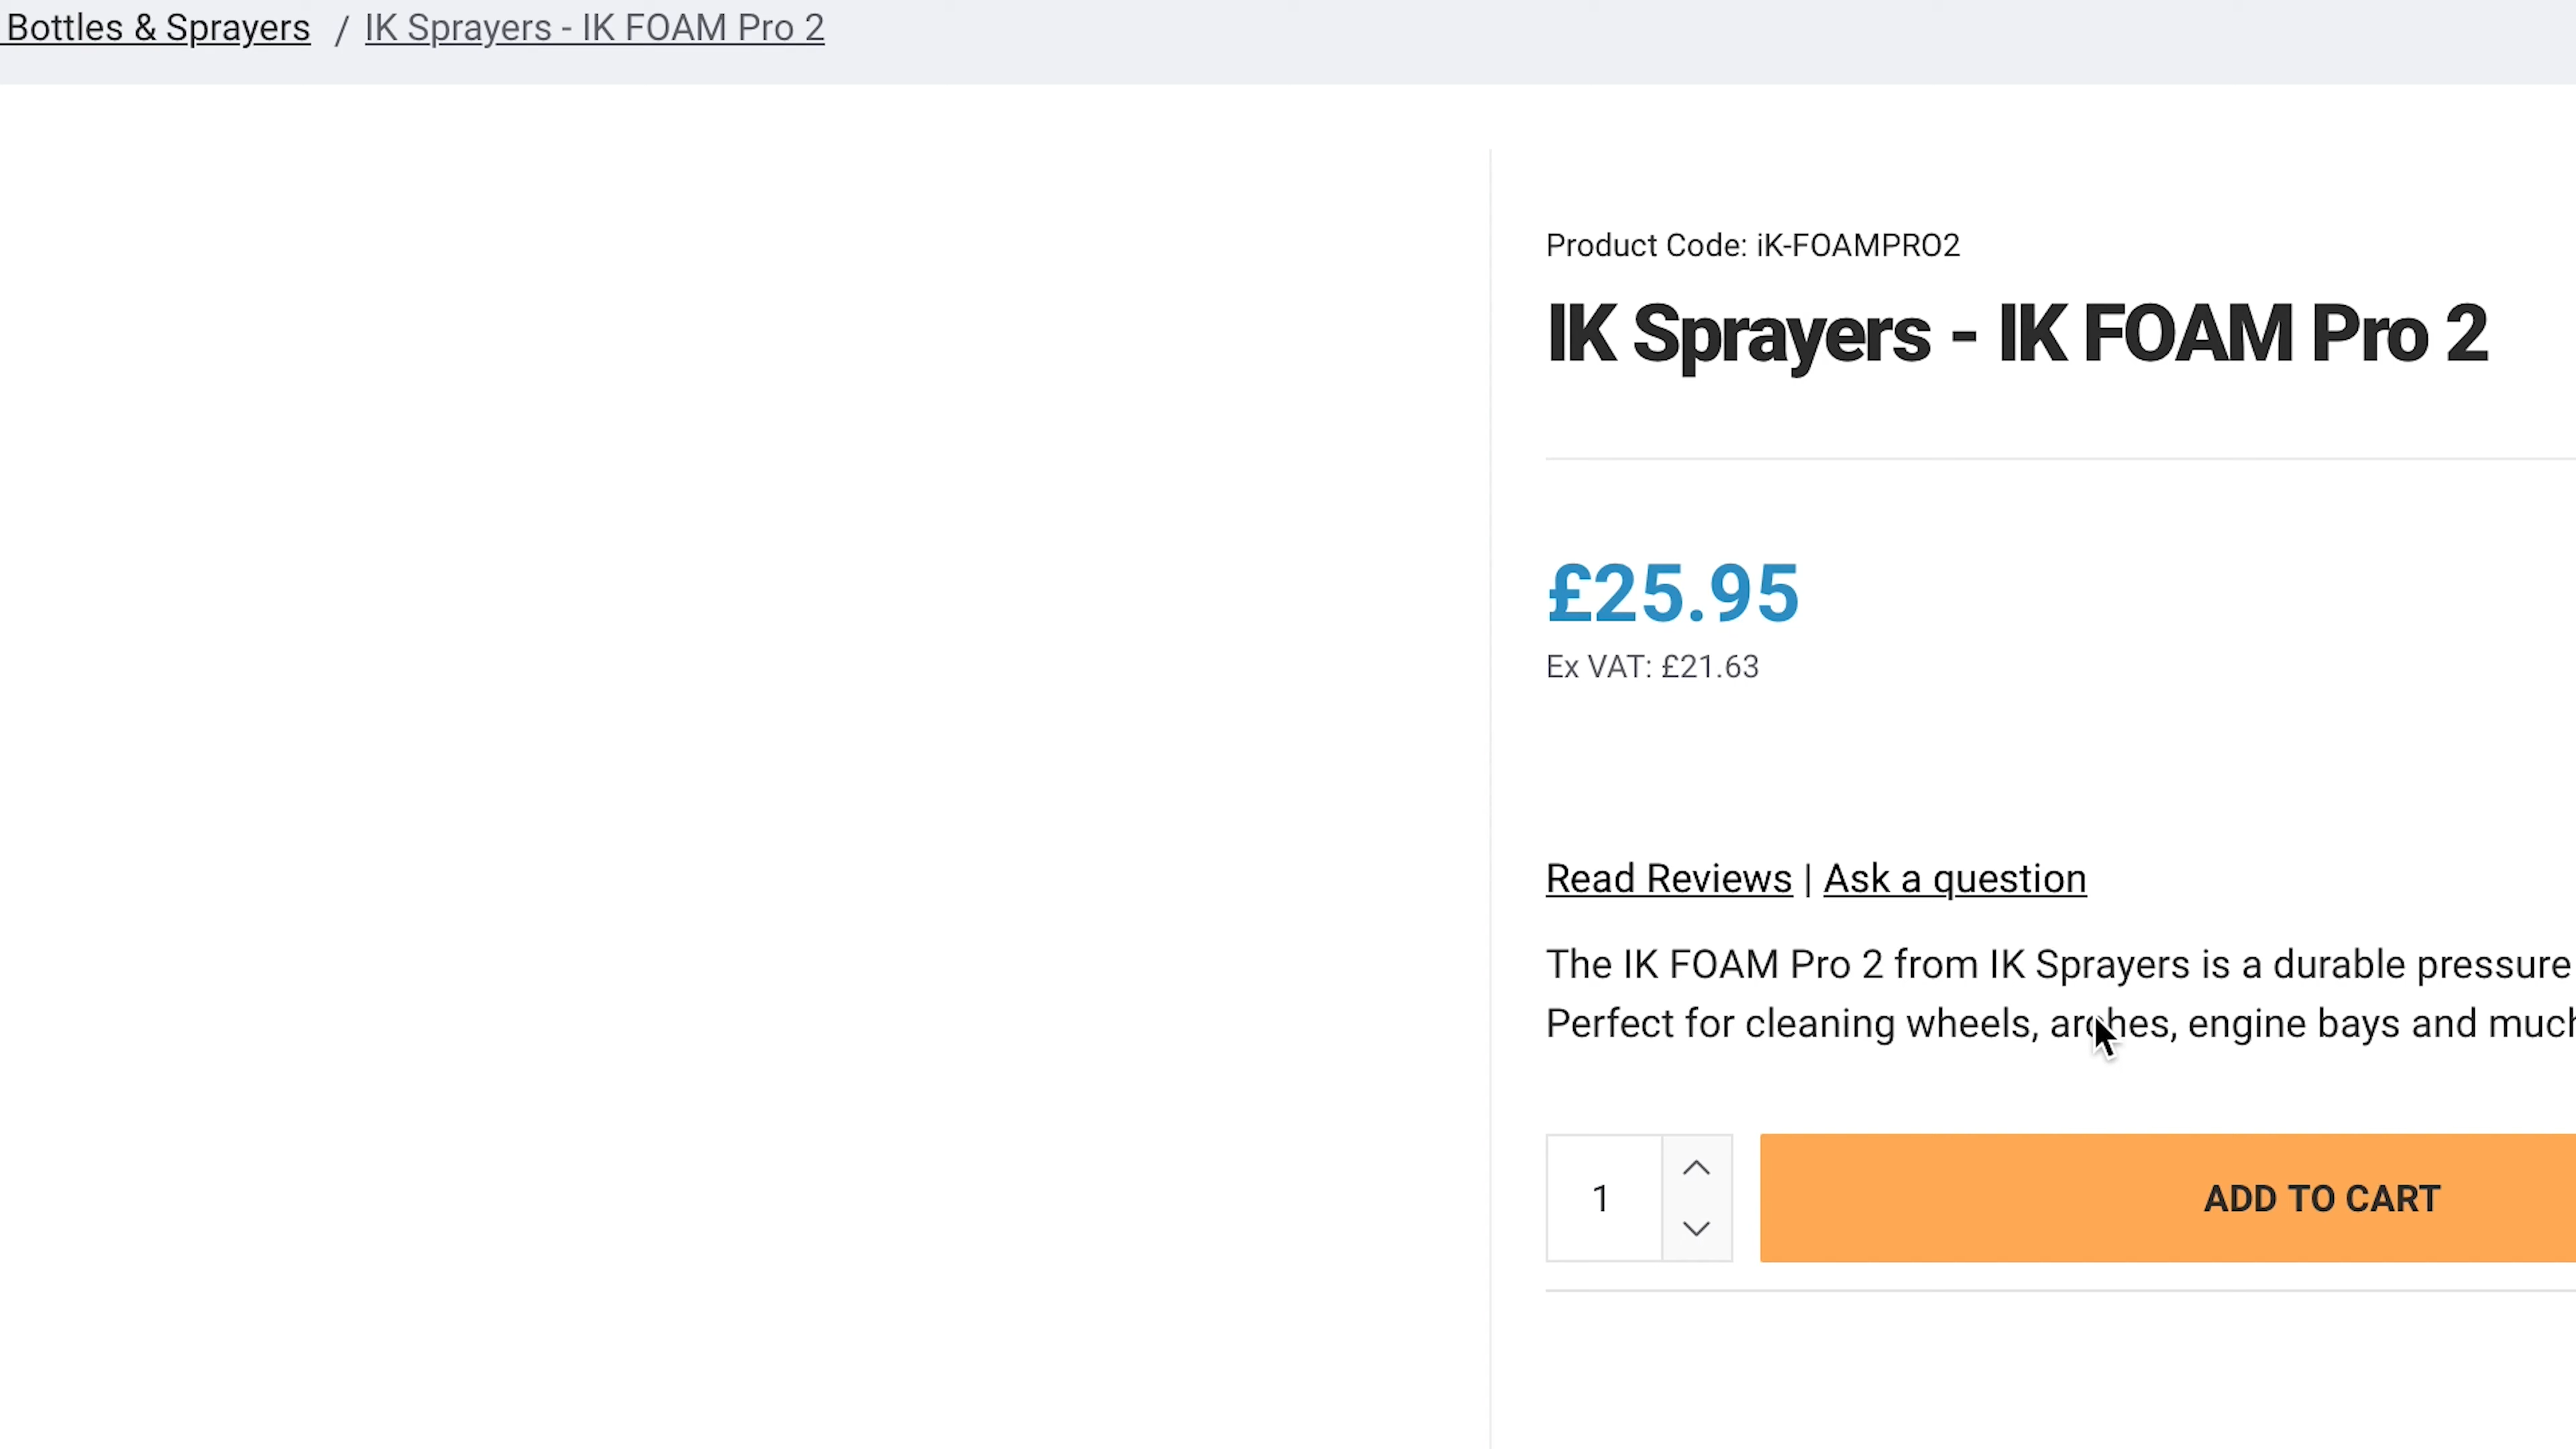 Bottles & Sprayers / IK Sprayers - IK FOAM Pro 2
Product Code: iK-FOAMPRO2
IK Sprayers - IK FOAM Pro 2
£25.95
Ex VAT: £21.63
Read Reviews | Ask a question
The IK FOAM Pro 2 from IK Sprayers is a durable pressure
Perfect for cleaning wheels, arches, engine bays and much
1
ADD TO CART